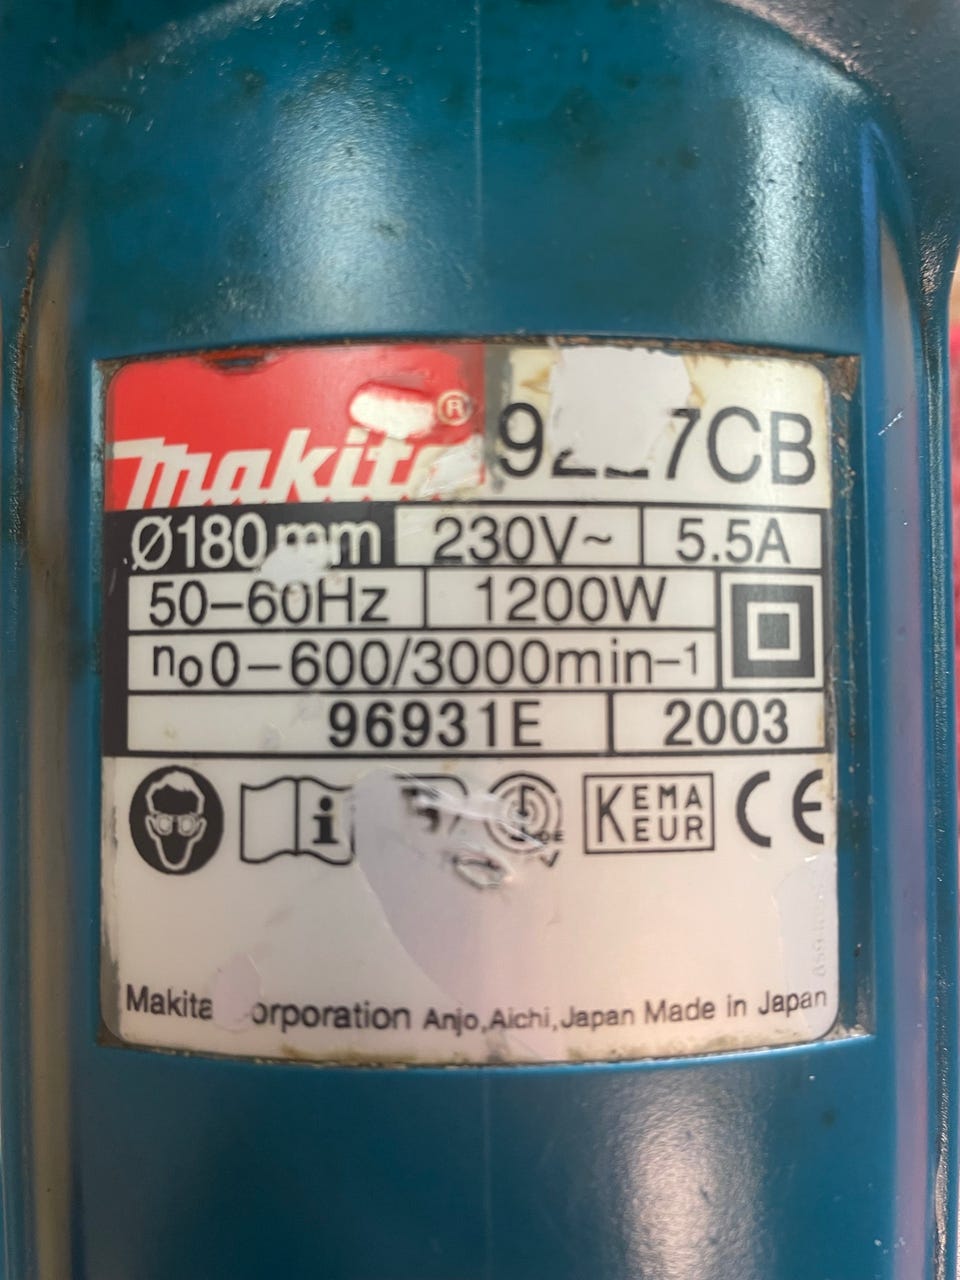 makita ®
Ø180mm 230V~ 5.5A
50-60Hz 1200W
n₀0-600/3000min-1
96931E 2003
i KEMA
EUR CE
Makita Anjo, Aichi, Japan Made in Japan